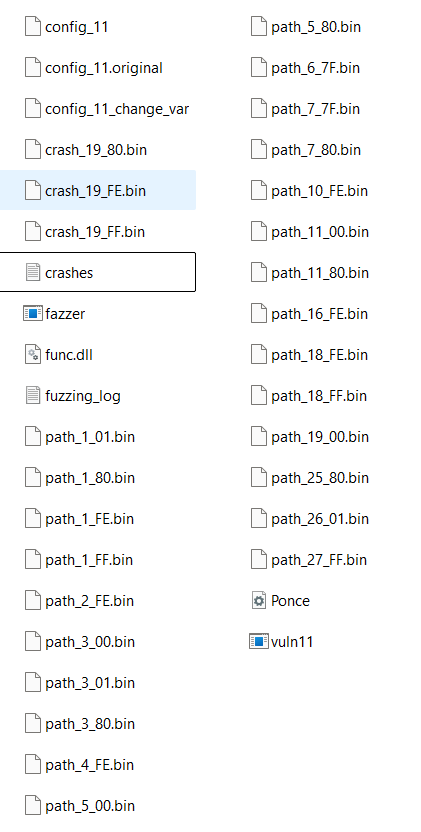 config_11
config_11.original
config_11_change_var
crash_19_80.bin
crash_19_FE.bin
crash_19_FF.bin
crashes
fazzer
func.dll
fuzzing_log
path_1_01.bin
path_1_80.bin
path_1_FE.bin
path_1_FF.bin
path_2_FE.bin
path_3_00.bin
path_3_01.bin
path_3_80.bin
path_4_FE.bin
path_5_00.bin
path_5_80.bin
path_6_7F.bin
path_7_7F.bin
path_7_80.bin
path_10_FE.bin
path_11_00.bin
path_11_80.bin
path_16_FE.bin
path_18_FE.bin
path_18_FF.bin
path_19_00.bin
path_25_80.bin
path_26_01.bin
path_27_FF.bin
Ponce
vuln11